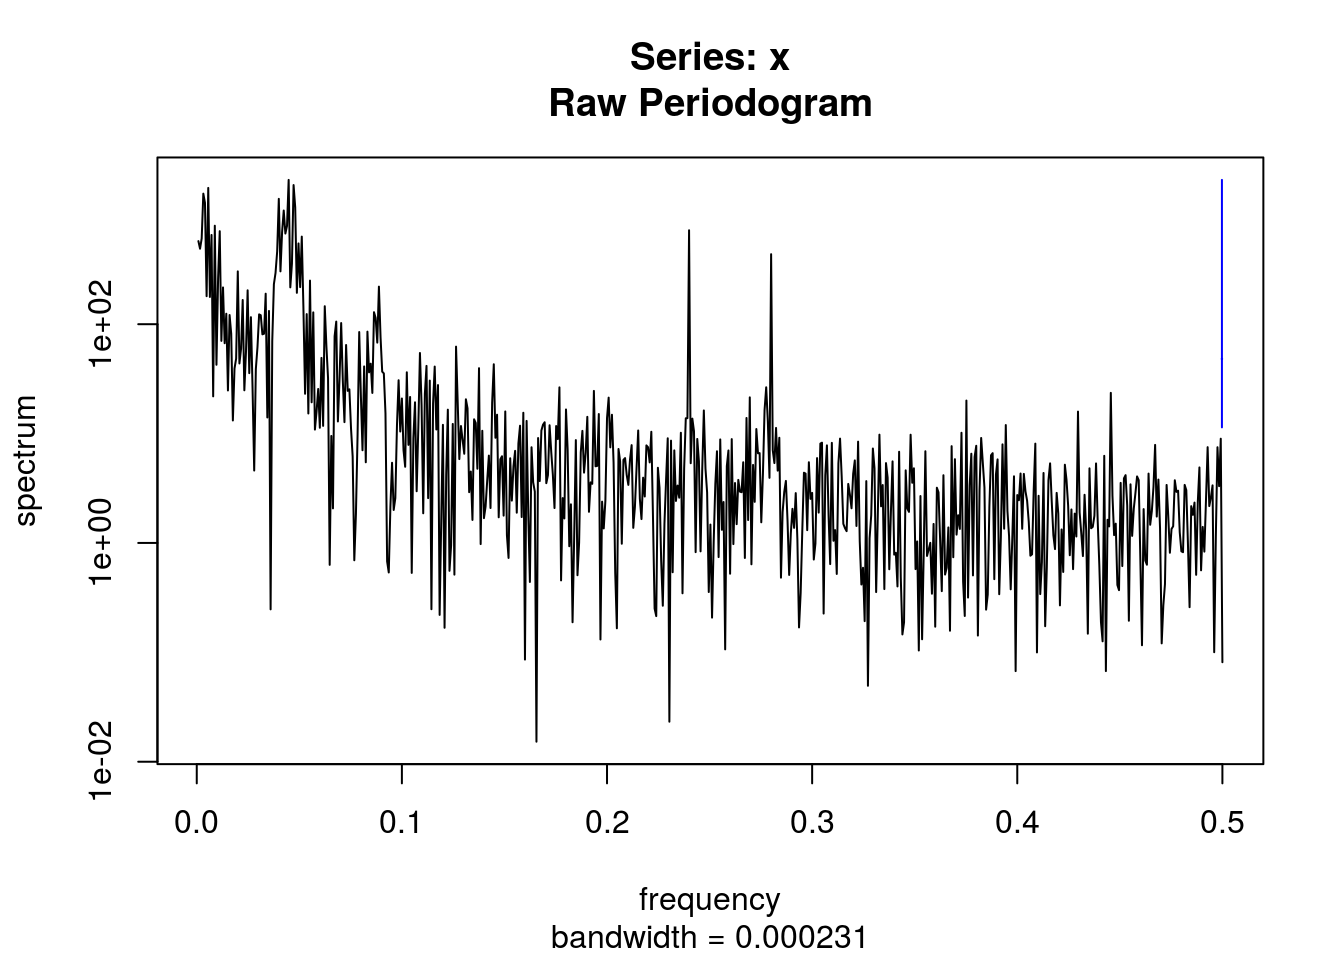 Series: x
Raw Periodogram
spectrum
1e+02
1e+00
1e-02
0.0 0.1 0.2 0.3 0.4 0.5
frequency
bandwidth = 0.000231